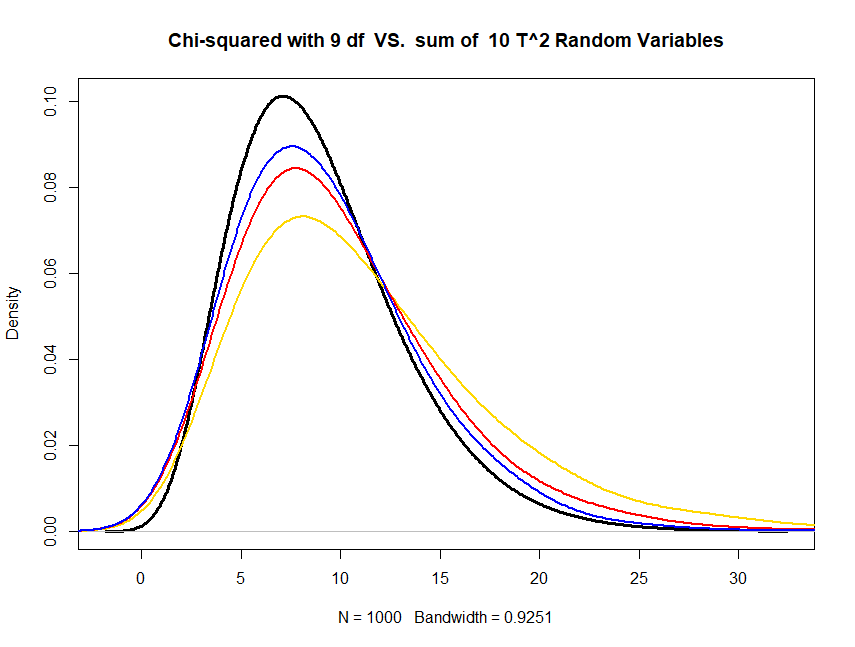 Chi-squared with 9 df  VS.  sum of  10 T^2 Random Variables
0.10
0.08
0.06
0.04
0.02
0.00
Density
0 5 10 15 20 25 30
N = 1000   Bandwidth = 0.9251